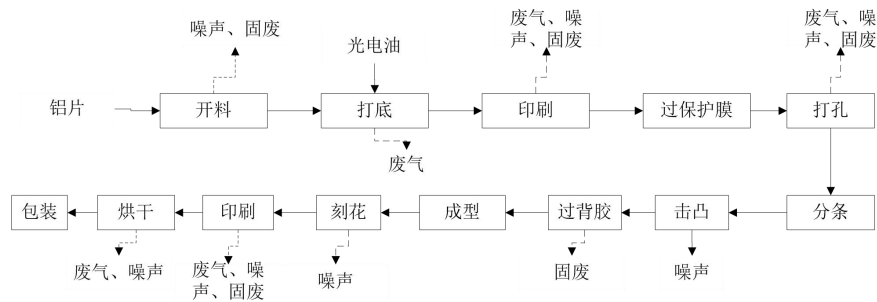 噪声、固废
光电油
废气、噪
声、固废
废气、噪
声、固废
铝片
开料
打底
印刷
过保护膜
打孔
废气
包装
烘干
印刷
刻花
成型
过背胶
击凸
分条
废气、噪声
废气、噪
声、固废
噪声
固废
噪声